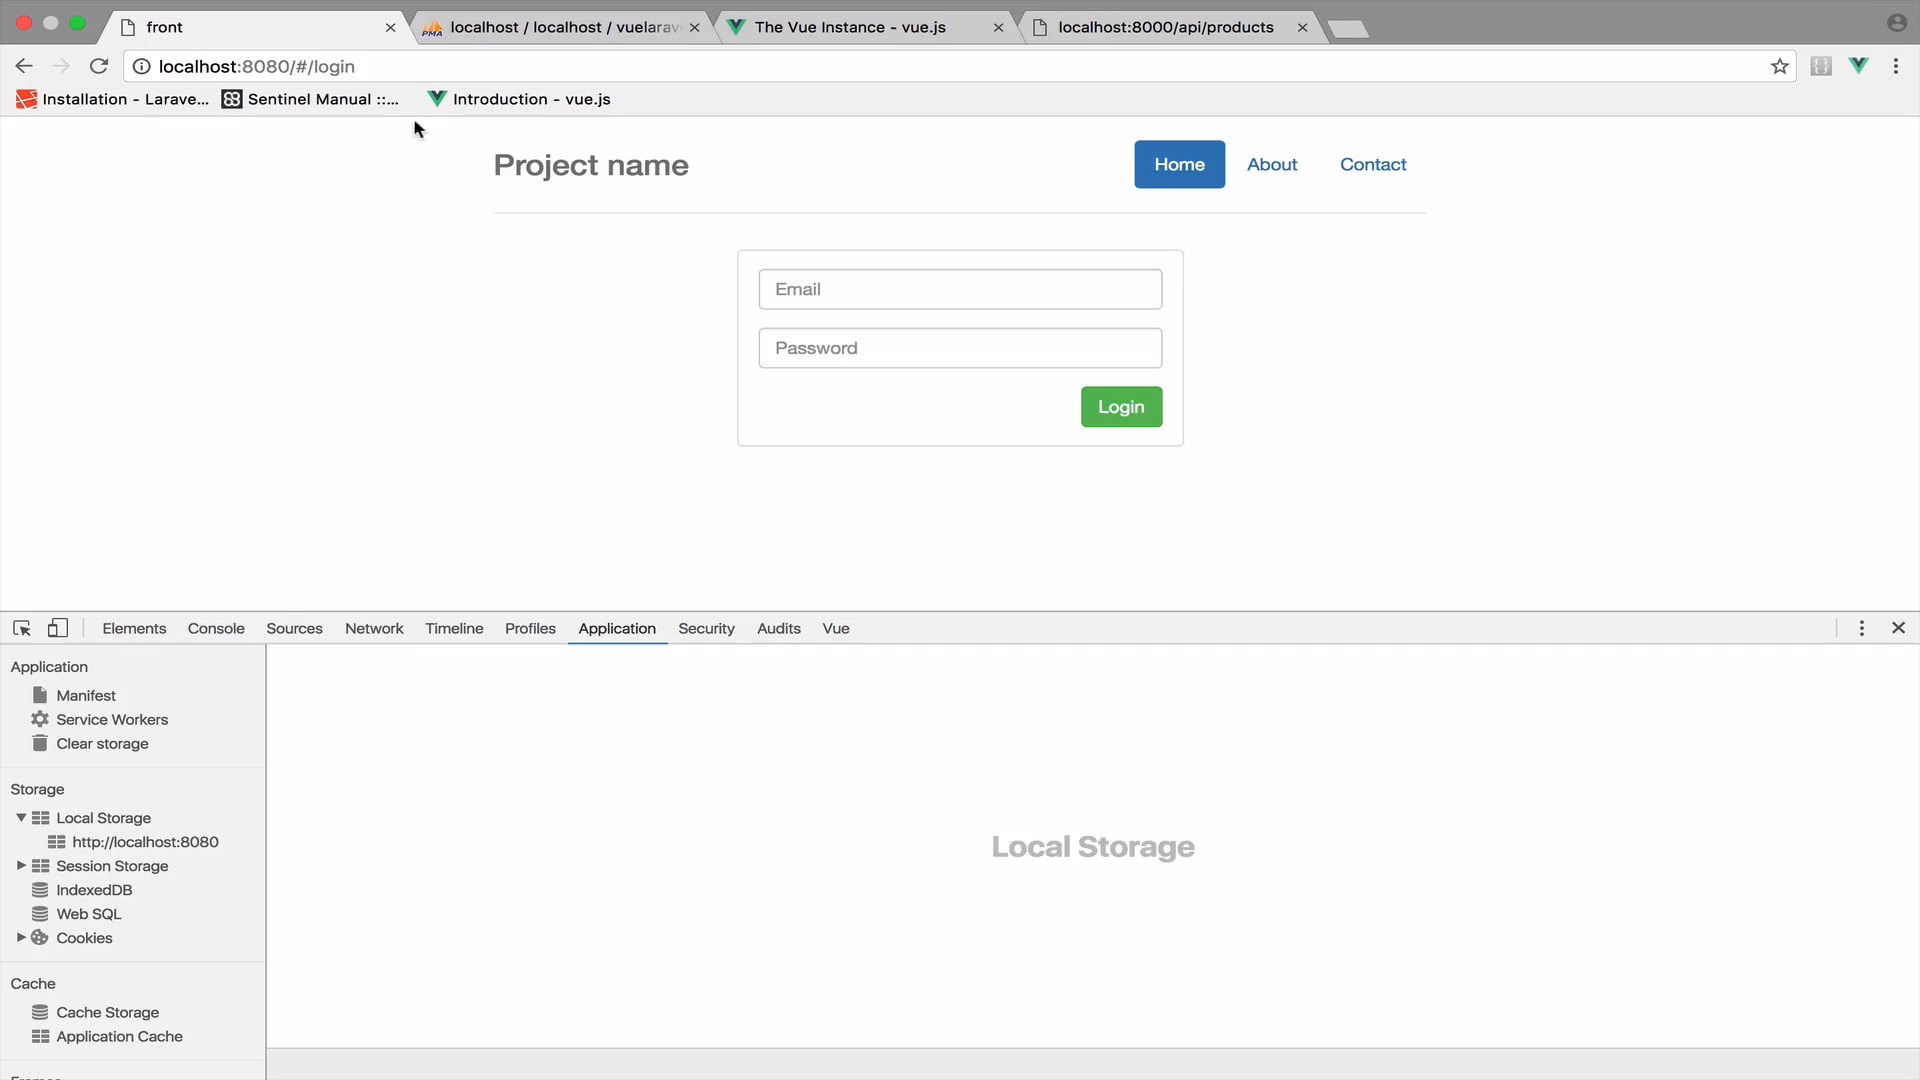 front
PMA localhost / localhost / vuelarav
The Vue Instance - vue.js
localhost:8000/api/products
localhost:8080/#/login
Installation - Larave...
Sentinel Manual ::...
Introduction - vue.js
Project name
Home
About
Contact
Email
Password
Login
Elements
Console
Sources
Network
Timeline
Profiles
Application
Security
Audits
Vue
Application
Manifest
Service Workers
Clear storage
Storage
Local Storage
http://localhost:8080
Session Storage
IndexedDB
Web SQL
Cookies
Cache
Cache Storage
Application Cache
Local Storage